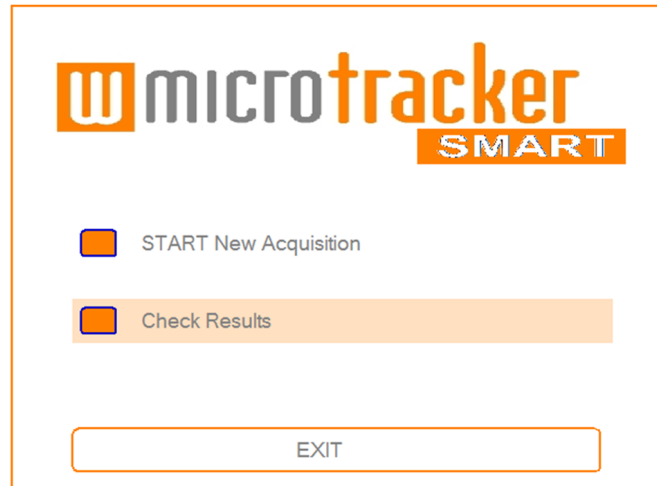 microtracker
SMART
START New Acquisition
Check Results
EXIT